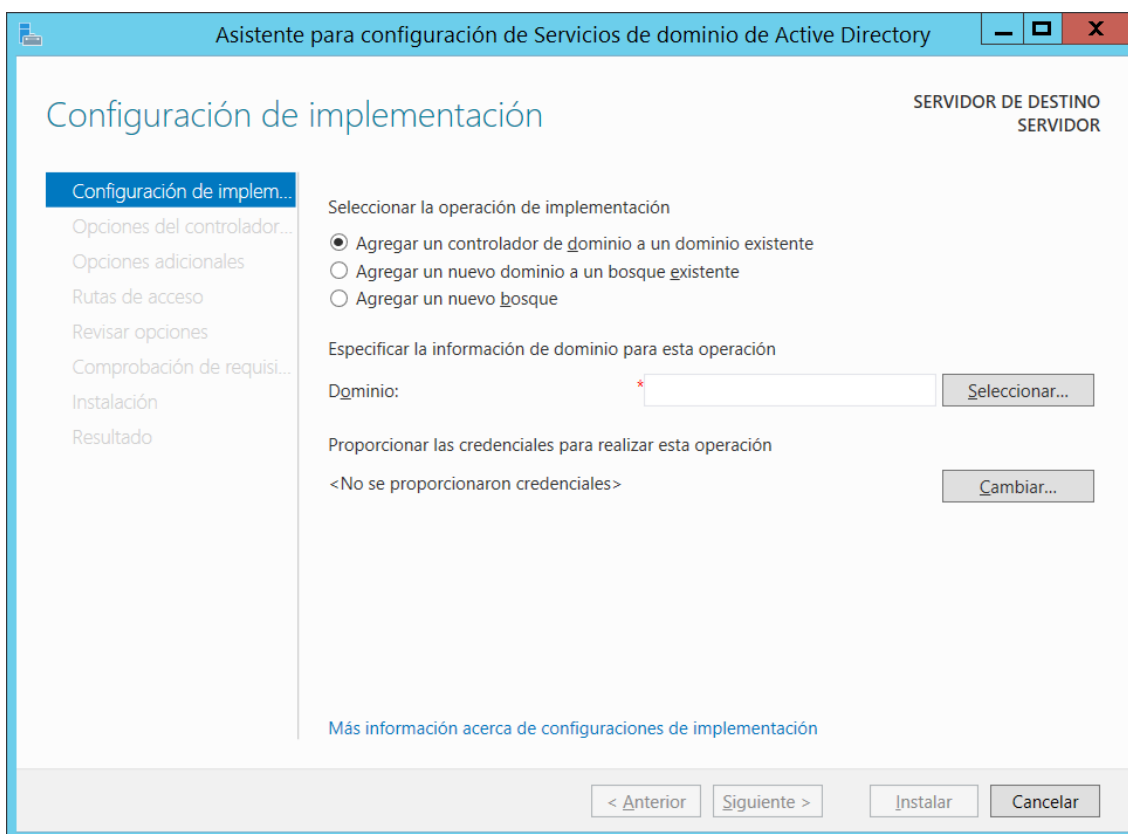 Asistente para configuración de Servicios de dominio de Active Directory
Configuración de implementación
SERVIDOR DE DESTINO
SERVIDOR
Configuración de implem...
Opciones del controlador...
Opciones adicionales
Rutas de acceso
Revisar opciones
Comprobación de requisi...
Instalación
Resultado
Seleccionar la operación de implementación
Agregar un controlador de dominio a un dominio existente
Agregar un nuevo dominio a un bosque existente
Agregar un nuevo bosque
Especificar la información de dominio para esta operación
Dominio: * Seleccionar...
Proporcionar las credenciales para realizar esta operación
<No se proporcionaron credenciales> Cambiar...
Más información acerca de configuraciones de implementación
< Anterior Siguiente > Instalar Cancelar